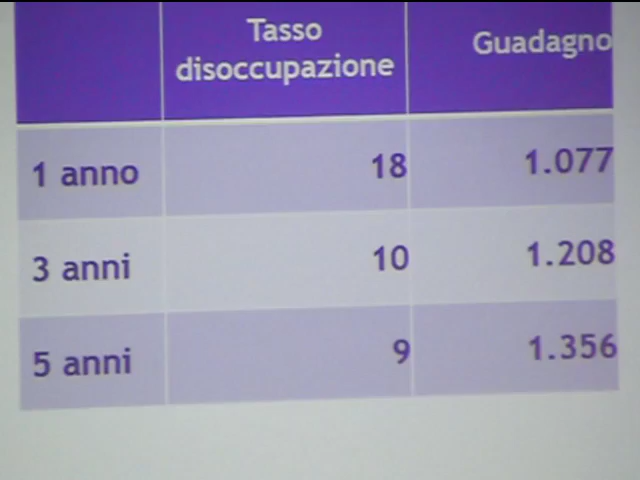 Tasso
disoccupazione
Guadagno
1 anno 18 1.077
3 anni 10 1.208
5 anni 9 1.356